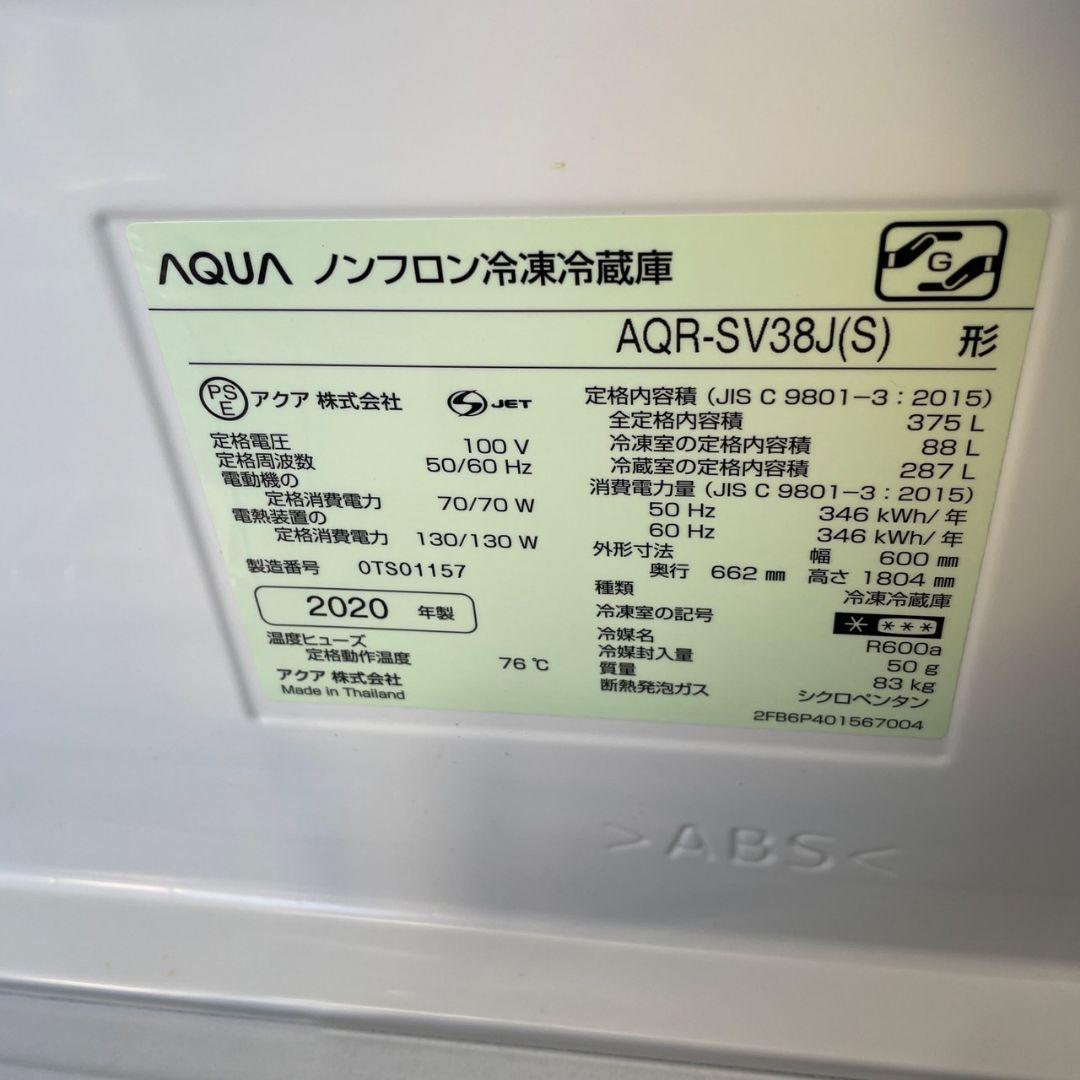 AQUA ノンフロン冷凍冷蔵庫
G
AQR-SV38J(S) 形
PS E アクア 株式会社 S JET
定格電圧 100 V
定格周波数 50/60 Hz
電動機の
定格消費電力 70/70 W
電熱装置の
定格消費電力 130/130 W
製造番号 0TS01157
2020 年製
温度ヒューズ
定格動作温度 76 ℃
アクア 株式会社
Made in Thailand
定格内容積 (JIS C 9801-3:2015)
全定格内容積 375 L
冷凍室の定格内容積 88 L
冷蔵室の定格内容積 287 L
消費電力量 (JIS C 9801-3:2015)
50 Hz 346 kWh/年
60 Hz 346 kWh/年
外形寸法 幅 600 ㎜
奥行 662 ㎜ 高さ 1804 ㎜
種類 冷凍冷蔵庫
冷凍室の記号 * ***
冷媒名 R600a
冷媒封入量 50 g
質量 83 kg
断熱発泡ガス シクロペンタン
2FB6P401567004
>ABS<